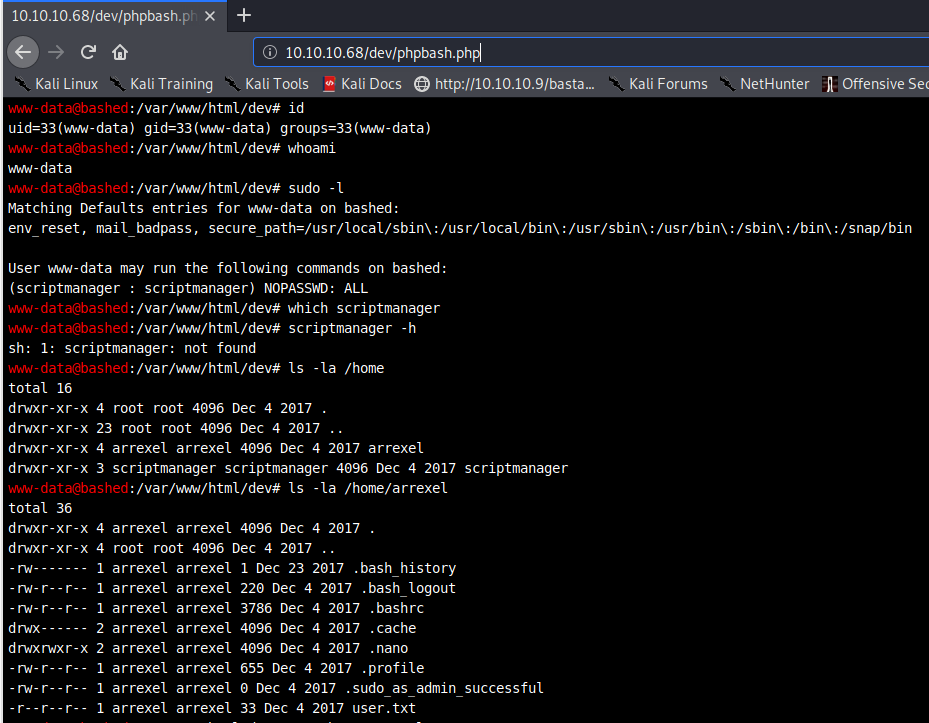 10.10.10.68/dev/phpbash.ph
10.10.10.68/dev/phpbash.php
Kali Linux Kali Training Kali Tools Kali Docs http://10.10.10.9/basta... Kali Forums NetHunter Offensive Sec
www-data@bashed:/var/www/html/dev# id
uid=33(www-data) gid=33(www-data) groups=33(www-data)
www-data@bashed:/var/www/html/dev# whoami
www-data
www-data@bashed:/var/www/html/dev# sudo -l
Matching Defaults entries for www-data on bashed:
env_reset, mail_badpass, secure_path=/usr/local/sbin\:/usr/local/bin\:/usr/sbin\:/usr/bin\:/sbin\:/bin\:/snap/bin
User www-data may run the following commands on bashed:
(scriptmanager : scriptmanager) NOPASSWD: ALL
www-data@bashed:/var/www/html/dev# which scriptmanager
www-data@bashed:/var/www/html/dev# scriptmanager -h
sh: 1: scriptmanager: not found
www-data@bashed:/var/www/html/dev# ls -la /home
total 16
drwxr-xr-x 4 root root 4096 Dec 4 2017 .
drwxr-xr-x 23 root root 4096 Dec 4 2017 ..
drwxr-xr-x 4 arrexel arrexel 4096 Dec 4 2017 arrexel
drwxr-xr-x 3 scriptmanager scriptmanager 4096 Dec 4 2017 scriptmanager
www-data@bashed:/var/www/html/dev# ls -la /home/arrexel
total 36
drwxr-xr-x 4 arrexel arrexel 4096 Dec 4 2017 .
drwxr-xr-x 4 root root 4096 Dec 4 2017 ..
-rw------- 1 arrexel arrexel 1 Dec 23 2017 .bash_history
-rw-r--r-- 1 arrexel arrexel 220 Dec 4 2017 .bash_logout
-rw-r--r-- 1 arrexel arrexel 3786 Dec 4 2017 .bashrc
drwx------ 2 arrexel arrexel 4096 Dec 4 2017 .cache
drwxrwxr-x 2 arrexel arrexel 4096 Dec 4 2017 .nano
-rw-r--r-- 1 arrexel arrexel 655 Dec 4 2017 .profile
-rw-r--r-- 1 arrexel arrexel 0 Dec 4 2017 .sudo_as_admin_successful
-r--r--r-- 1 arrexel arrexel 33 Dec 4 2017 user.txt